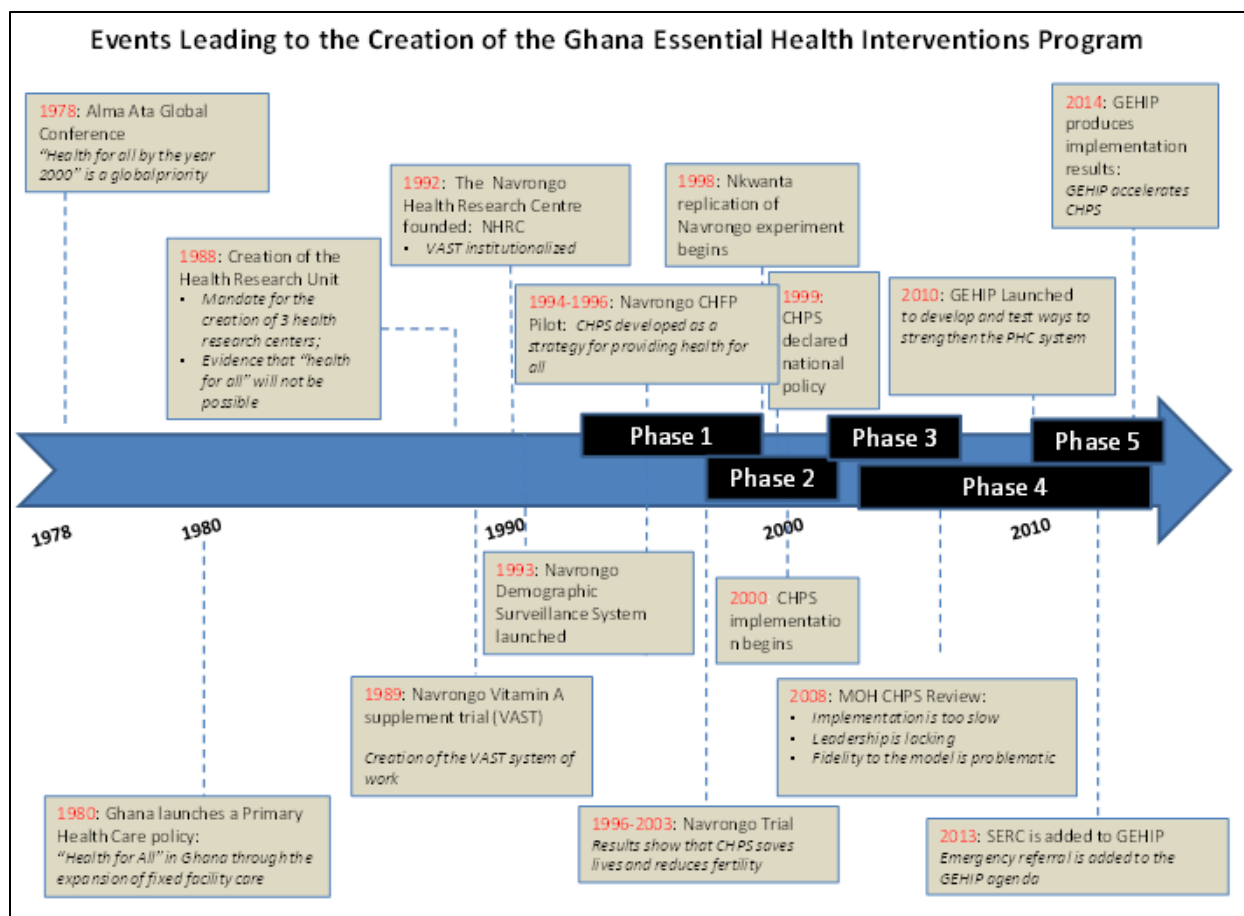 Events Leading to the Creation of the Ghana Essential Health Interventions Program
1978: Alma Ata Global
Conference
"Health for all by the year
2000" is a global priority
1988: Creation of the
Health Research Unit
• Mandate for the
creation of 3 health
research centers;
• Evidence that "health
for all" will not be
possible
1992: The Navrongo
Health Research Centre
founded: NHRC
• VAST institutionalized
1994-1996: Navrongo CHFP
Pilot: CHPS developed as a
strategy for providing health for
all
1998: Nkwanta
replication of
Navrongo experiment
begins
1999:
CHPS
declared
national
policy
2010: GEHIP Launched
to develop and test ways to
strengthen the PHC system
2014: GEHIP
produces
implementation
results:
GEHIP accelerates
CHPS
Phase 1
Phase 2
Phase 3
Phase 4
Phase 5
1978
1980
1990
2000
2010
1980: Ghana launches a Primary
Health Care policy:
"Health for All" in Ghana through the
expansion of fixed facility care
1989: Navrongo Vitamin A
supplement trial (VAST)
Creation of the VAST system of
work
1993: Navrongo
Demographic
Surveillance System
launched
1996-2003: Navrongo Trial
Results show that CHPS saves
lives and reduces fertility
2000: CHPS
implementatio
n begins
2008: MOH CHPS Review:
• Implementation is too slow
• Leadership is lacking
• Fidelity to the model is problematic
2013: SERC is added to GEHIP
Emergency referral is added to the
GEHIP agenda